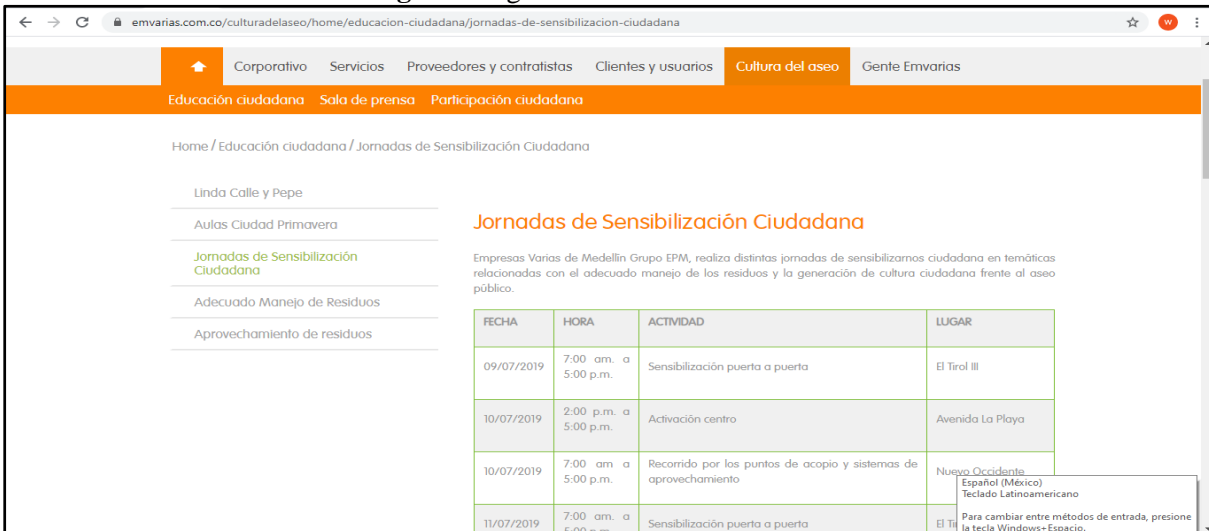 emvarias.com.co/culturadelaseo/home/educacion-ciudadana/jornadas-de-sensibilizacion-ciudadana
W
Corporativo Servicios Proveedores y contratistas Clientes y usuarios Cultura del aseo Gente Emvarias
Educación ciudadana Sala de prensa Participación ciudadana
Home / Educación ciudadana / Jornadas de Sensibilización Ciudadana
Linda Calle y Pepe
Aulas Ciudad Primavera
Jornadas de Sensibilización
Ciudadana
Adecuado Manejo de Residuos
Aprovechamiento de residuos
Jornadas de Sensibilización Ciudadana
Empresas Varias de Medellín Grupo EPM, realiza distintas jornadas de sensibilizarnos ciudadana en temáticas
relacionadas con el adecuado manejo de los residuos y la generación de cultura ciudadana frente al aseo
público.
FECHA HORA ACTIVIDAD LUGAR
09/07/2019 7:00 am. a 5:00 p.m. Sensibilización puerta a puerta El Tirol III
10/07/2019 2:00 p.m. a 5:00 p.m. Activación centro Avenida La Playa
10/07/2019 7:00 am a 5:00 p.m. Recorrido por los puntos de acopio y sistemas de aprovechamiento Nuevo Occidente
11/07/2019 7:00 am. a 5:00 p.m. Sensibilización puerta a puerta El
Español (México)
Teclado Latinoamericano
Para cambiar entre métodos de entrada, presione
la tecla Windows+Espacio.